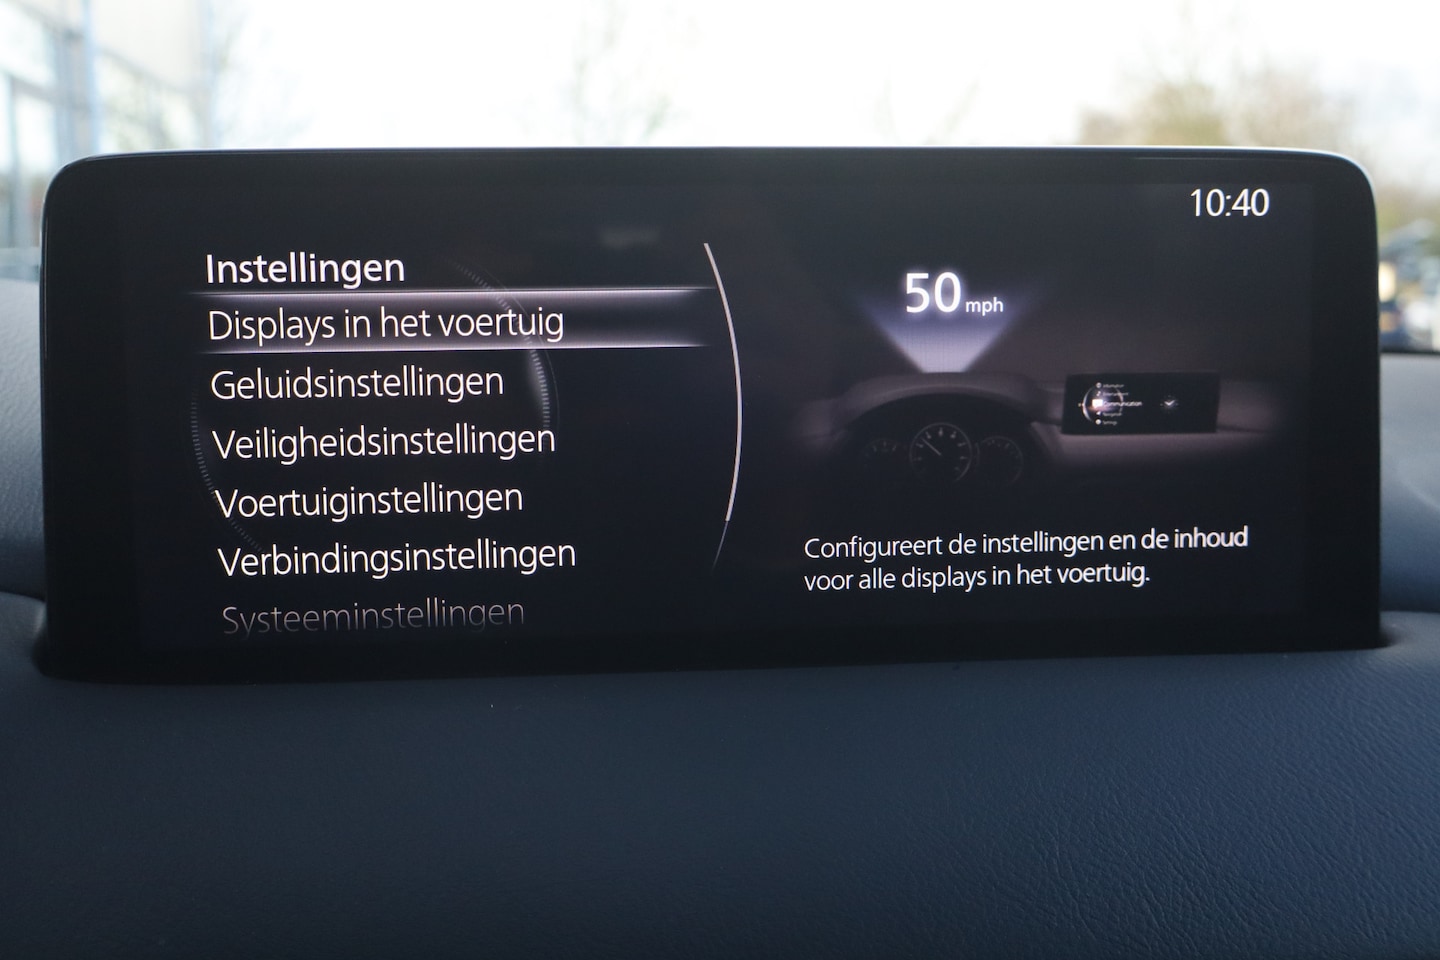 10:40
Instellingen
Displays in het voertuig
Geluidsinstellingen
Veiligheidsinstellingen
Voertuiginstellingen
Verbindingsinstellingen
Systeeminstellingen
50 mph
Communication
Configureert de instellingen en de inhoud
voor alle displays in het voertuig.